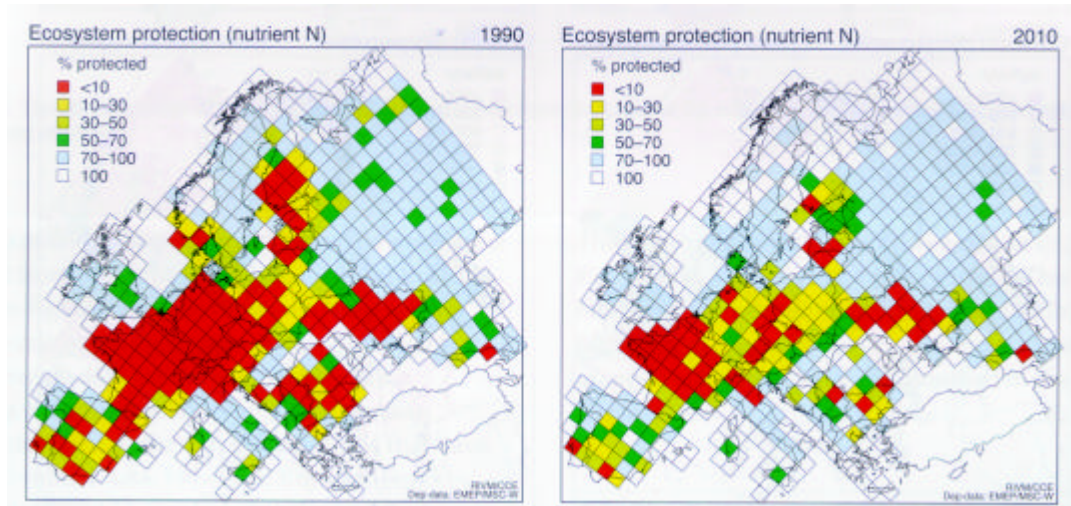 Ecosystem protection (nutrient N) 1990
% protected
<10
10–30
30–50
50–70
70–100
100
RIVM/CCE
Dep-data: EMEP/MSC-W
Ecosystem protection (nutrient N) 2010
% protected
<10
10–30
30–50
50–70
70–100
100
RIVM/CCE
Dep-data: EMEP/MSC-W